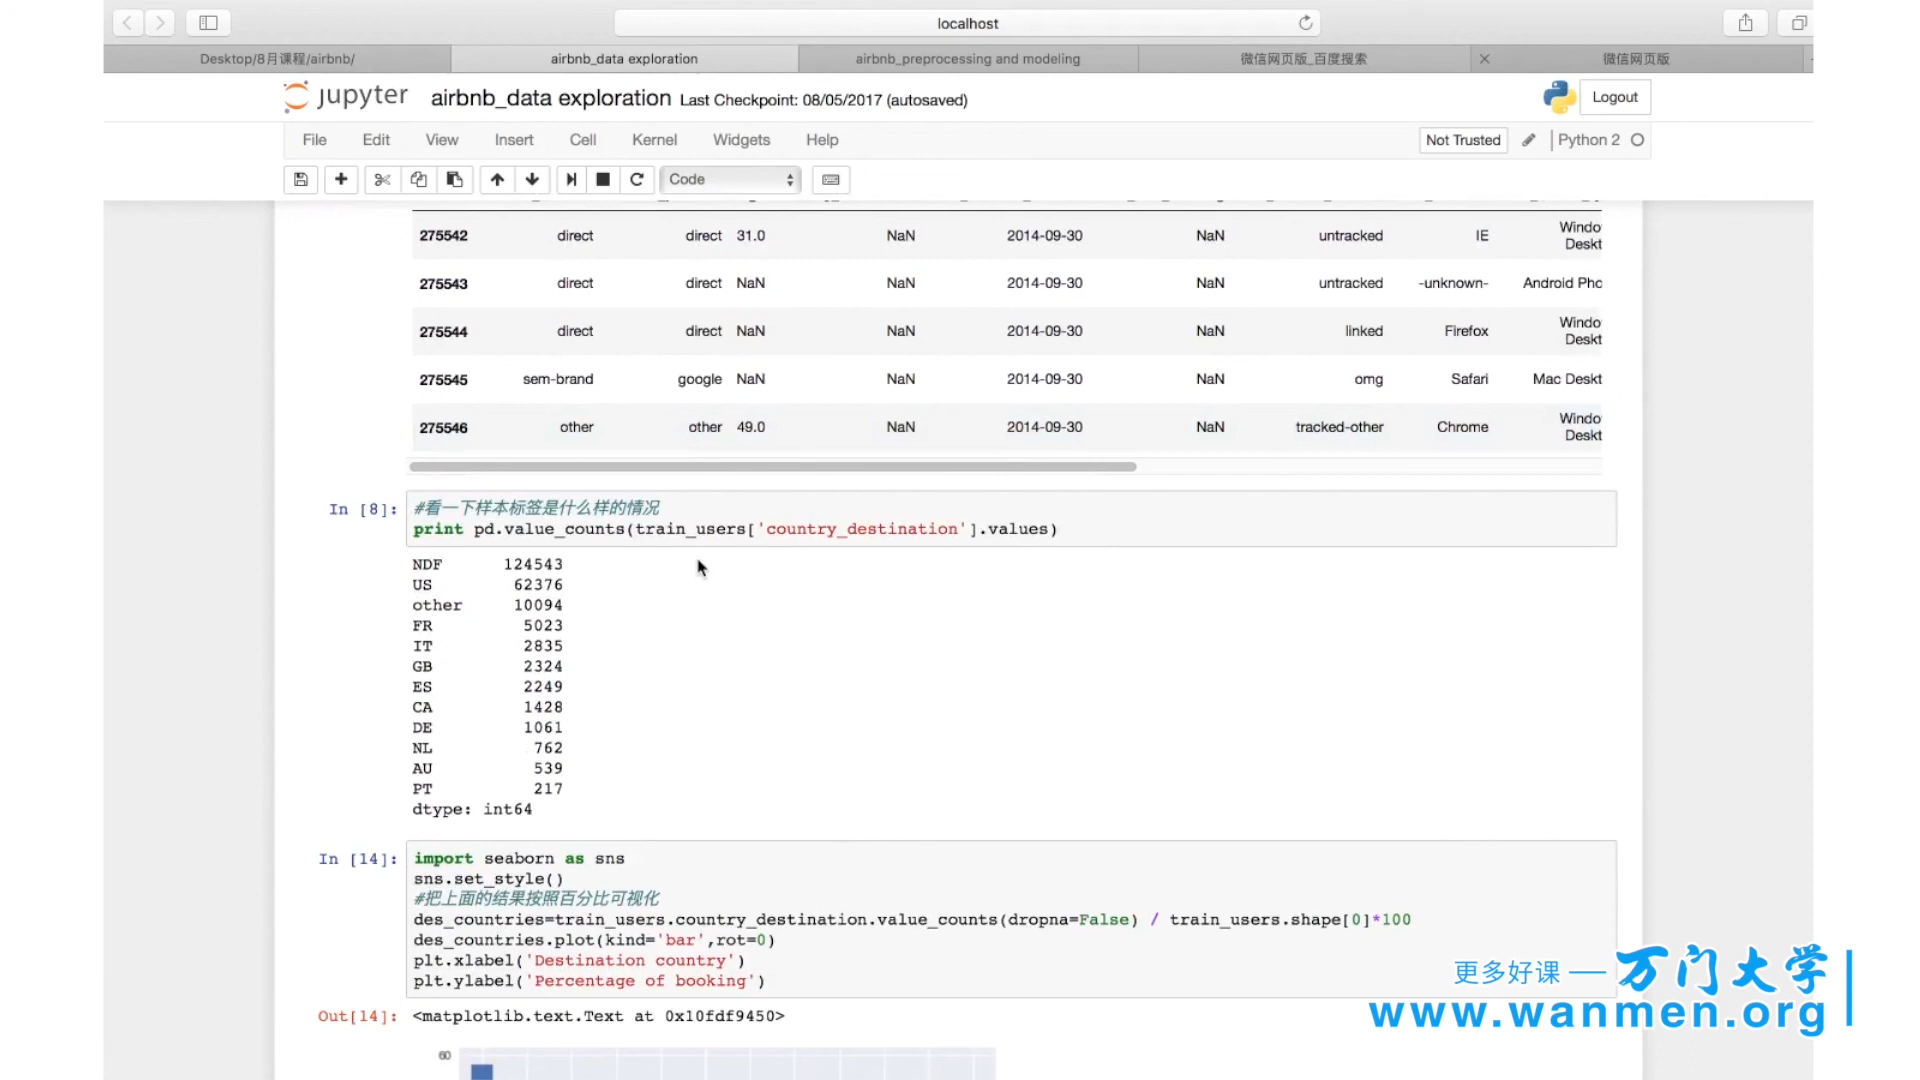 localhost
Desktop/8月课程/airbnb/ airbnb_data exploration airbnb_preprocessing and modeling 微信网页版_百度搜索 微信网页版
jupyter airbnb_data exploration Last Checkpoint: 08/05/2017 (autosaved) Logout
File Edit View Insert Cell Kernel Widgets Help Not Trusted Python 2
Code
275542 direct direct 31.0 NaN 2014-09-30 NaN untracked IE Windo
Deskt
275543 direct direct NaN NaN 2014-09-30 NaN untracked -unknown- Android Pho
275544 direct direct NaN NaN 2014-09-30 NaN linked Firefox Windo
Deskt
275545 sem-brand google NaN NaN 2014-09-30 NaN omg Safari Mac Deskt
275546 other other 49.0 NaN 2014-09-30 NaN tracked-other Chrome Windo
Deskt
In [8]: #看一下样本标签是什么样的情况
print pd.value_counts(train_users['country_destination'].values)
NDF 124543
US 62376
other 10094
FR 5023
IT 2835
GB 2324
ES 2249
CA 1428
DE 1061
NL 762
AU 539
PT 217
dtype: int64
In [14]: import seaborn as sns
sns.set_style()
#把上面的结果按照百分比可视化
des_countries=train_users.country_destination.value_counts(dropna=False) / train_users.shape[0]*100
des_countries.plot(kind='bar',rot=0)
plt.xlabel('Destination country')
plt.ylabel('Percentage of booking')
Out[14]: <matplotlib.text.Text at 0x10fdf9450>
60
更多好课 — 万门大学
www.wanmen.org